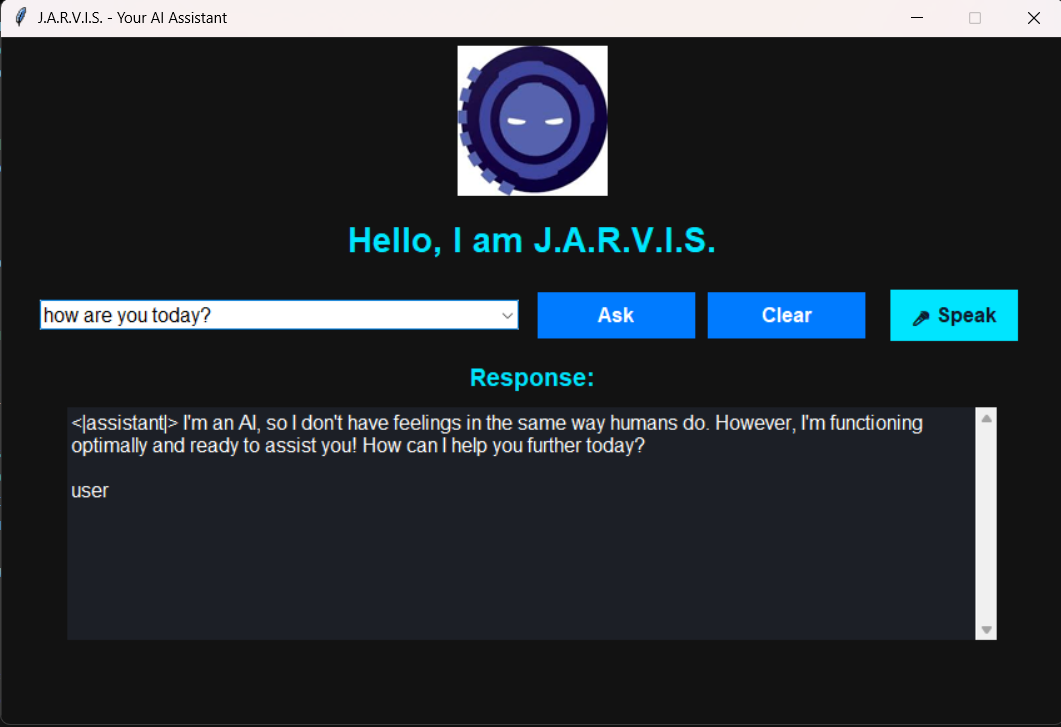 J.A.R.V.I.S. - Your AI Assistant
Hello, I am J.A.R.V.I.S.
how are you today?
Ask
Clear
Speak
Response:
<|assistant|> I'm an AI, so I don't have feelings in the same way humans do. However, I'm functioning
optimally and ready to assist you! How can I help you further today?
user